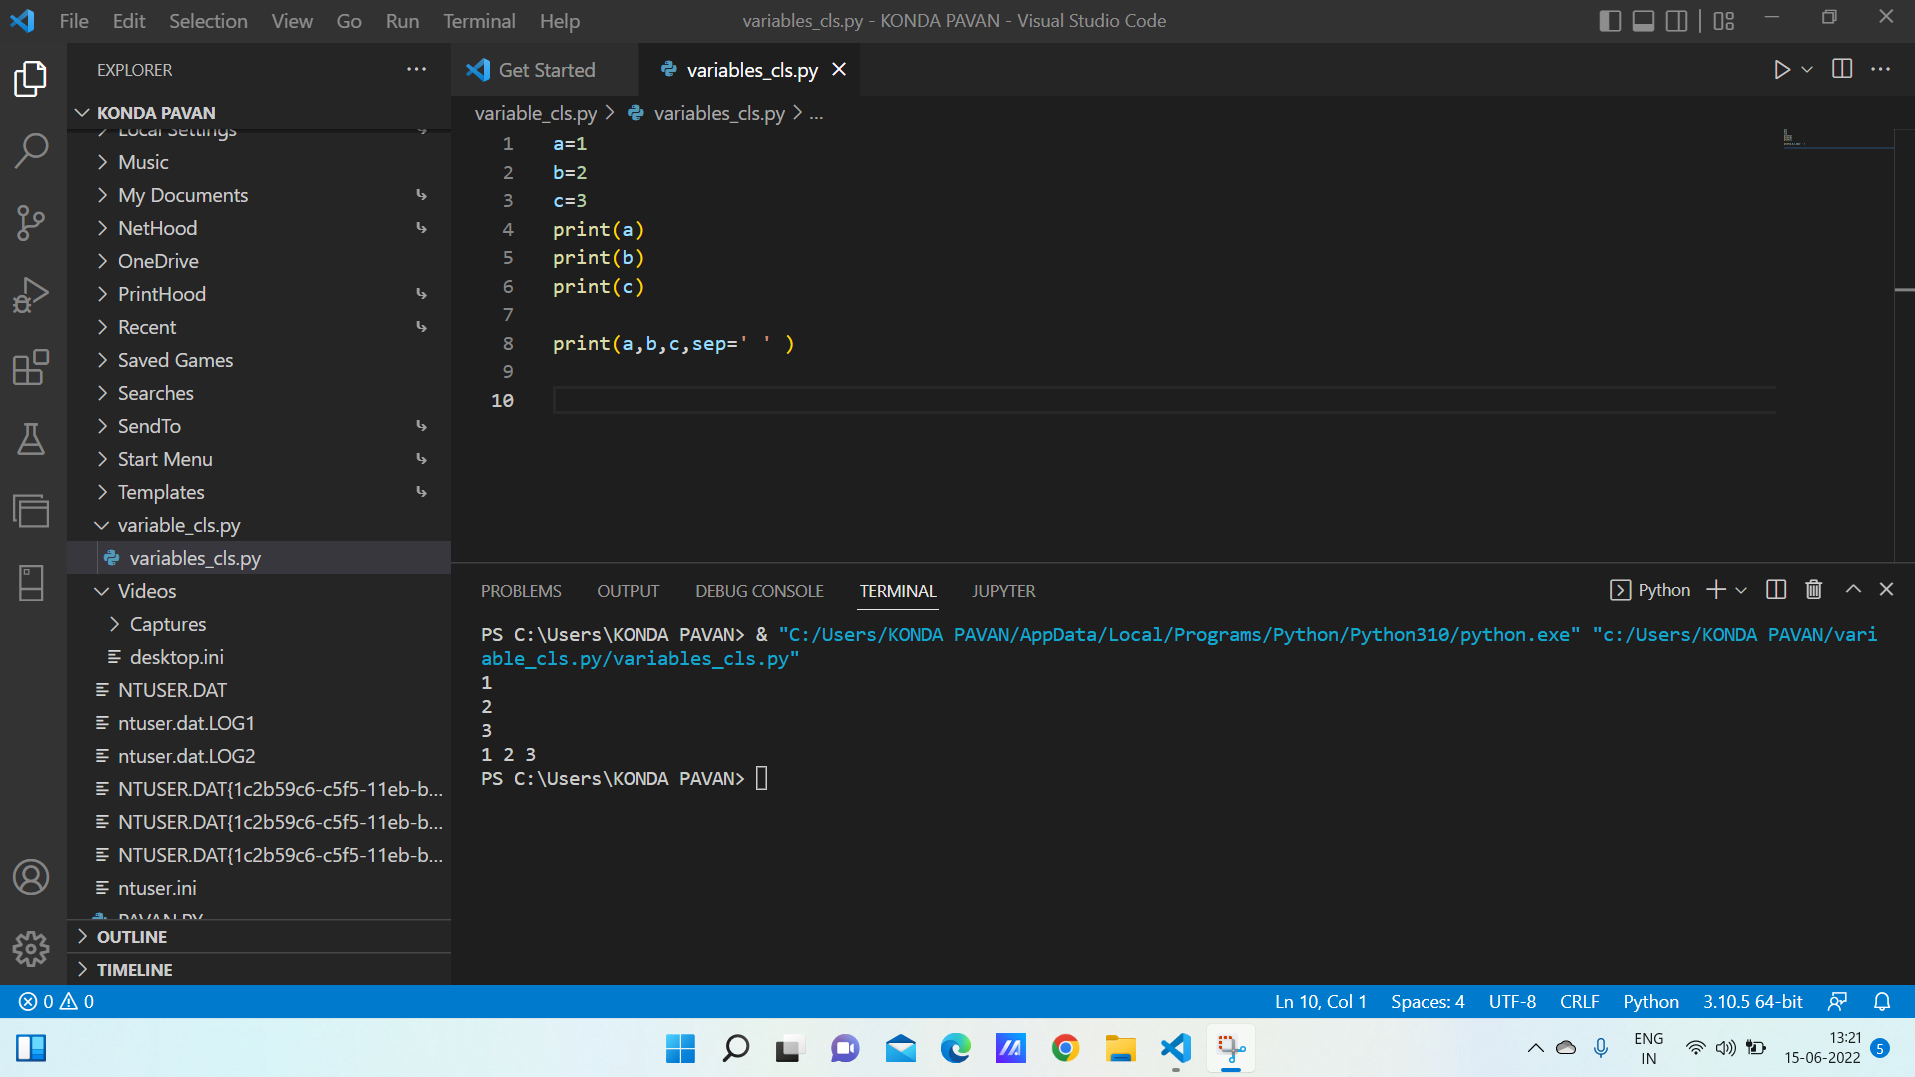 File Edit Selection View Go Run Terminal Help
variables_cls.py - KONDA PAVAN - Visual Studio Code
EXPLORER
KONDA PAVAN
Local Settings
Music
My Documents
NetHood
OneDrive
PrintHood
Recent
Saved Games
Searches
SendTo
Start Menu
Templates
variable_cls.py
variables_cls.py
Videos
Captures
desktop.ini
NTUSER.DAT
ntuser.dat.LOG1
ntuser.dat.LOG2
NTUSER.DAT{1c2b59c6-c5f5-11eb-b...
NTUSER.DAT{1c2b59c6-c5f5-11eb-b...
NTUSER.DAT{1c2b59c6-c5f5-11eb-b...
ntuser.ini
PAVAN.PY
OUTLINE
TIMELINE
Get Started
variables_cls.py
variable_cls.py > variables_cls.py > ...
1 a=1
2 b=2
3 c=3
4 print(a)
5 print(b)
6 print(c)
7
8 print(a,b,c,sep=' ' )
9
10
PROBLEMS OUTPUT DEBUG CONSOLE TERMINAL JUPYTER
Python
PS C:\Users\KONDA PAVAN> & "C:/Users/KONDA PAVAN/AppData/Local/Programs/Python/Python310/python.exe" "c:/Users/KONDA PAVAN/vari
able_cls.py/variables_cls.py"
1
2
3
1 2 3
PS C:\Users\KONDA PAVAN>
0 0
Ln 10, Col 1 Spaces: 4 UTF-8 CRLF Python 3.10.5 64-bit
ENG
IN
13:21
15-06-2022
5